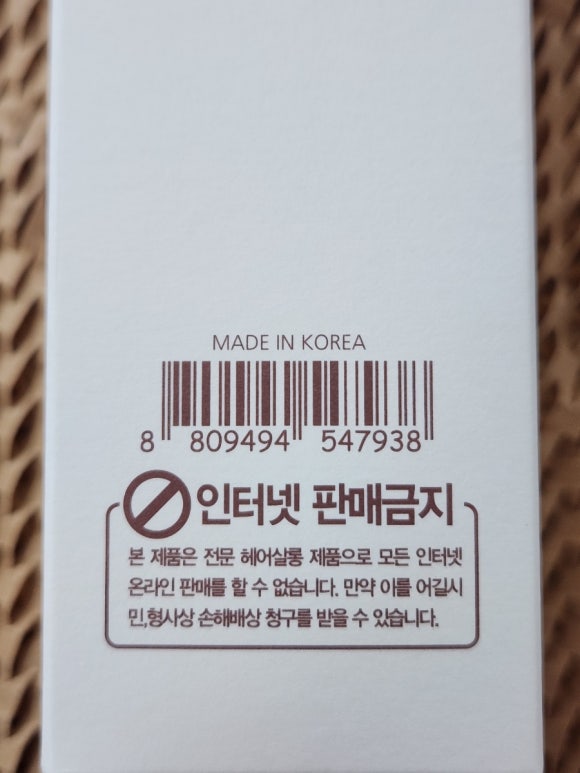 MADE IN KOREA
8 809494 547938
인터넷 판매금지
본 제품은 전문 헤어살롱 제품으로 모든 인터넷
온라인 판매를 할 수 없습니다. 만약 이를 어길시
민,형사상 손해배상 청구를 받을 수 있습니다.